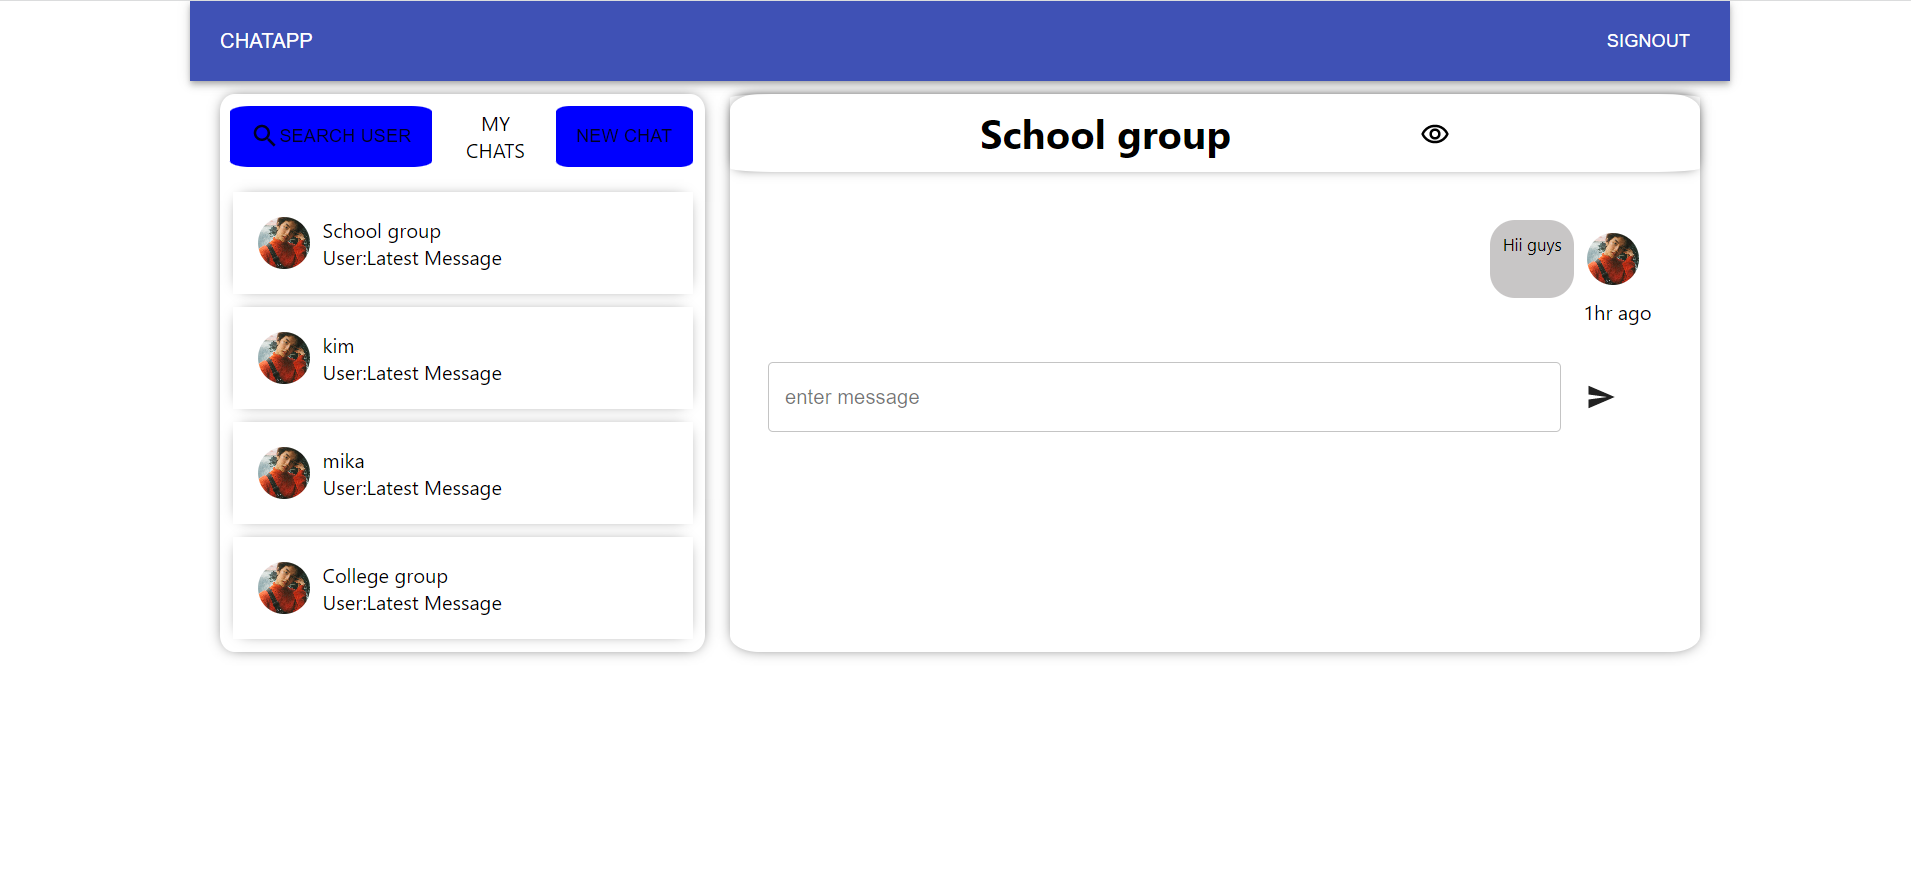 CHATAPP
SIGNOUT
SEARCH USER
MY
CHATS
NEW CHAT
School group
User:Latest Message
kim
User:Latest Message
mika
User:Latest Message
College group
User:Latest Message
School group
Hii guys
1hr ago
enter message